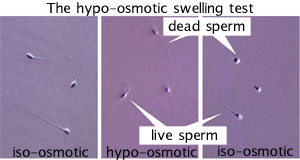 The hypo-osmotic swelling test
dead sperm
live sperm
iso-osmotic
hypo-osmotic
iso-osmotic